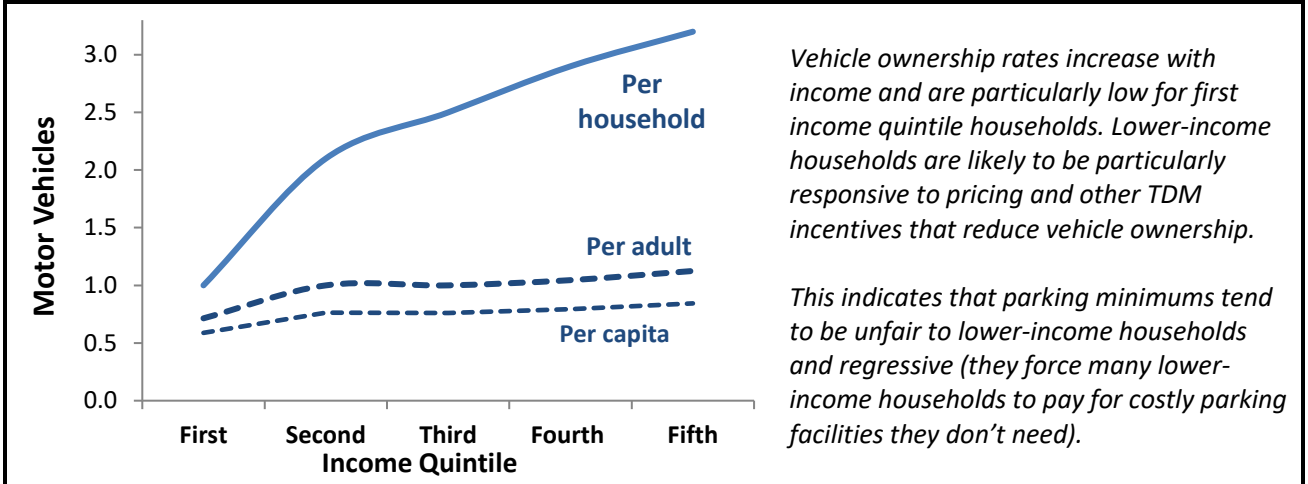 3.0
2.5
2.0
1.5
1.0
0.5
0.0
Motor Vehicles
Per
household
Per adult
Per capita
First Second Third Fourth Fifth
Income Quintile
Vehicle ownership rates increase with
income and are particularly low for first
income quintile households. Lower-income
households are likely to be particularly
responsive to pricing and other TDM
incentives that reduce vehicle ownership.
This indicates that parking minimums tend
to be unfair to lower-income households
and regressive (they force many lower-
income households to pay for costly parking
facilities they don’t need).